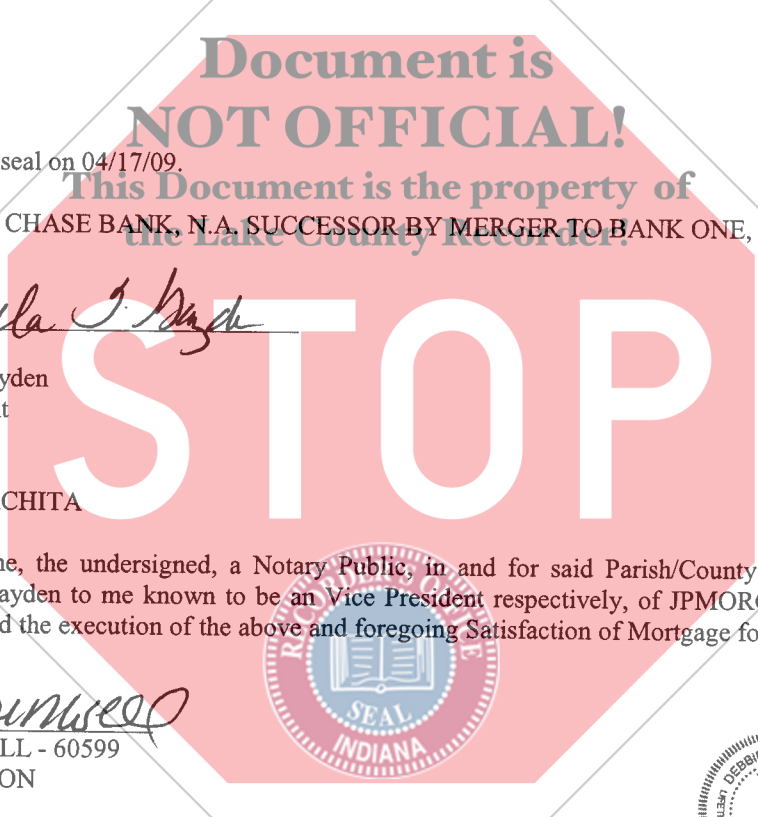 Document is
NOT OFFICIAL!
seal on 04/17/09.
This Document is the property of
the Lake County Recorder!
CHASE BANK, N.A. SUCCESSOR BY MERGER TO BANK ONE,
la
STOP
yden
t
CHITA
ne, the undersigned, a Notary Public, in and for said Parish/County
ayden to me known to be an Vice President respectively, of JPMORG
d the execution of the above and foregoing Satisfaction of Mortgage fo
SEAL
INDIANA
LL - 60599
ON
DEBBI